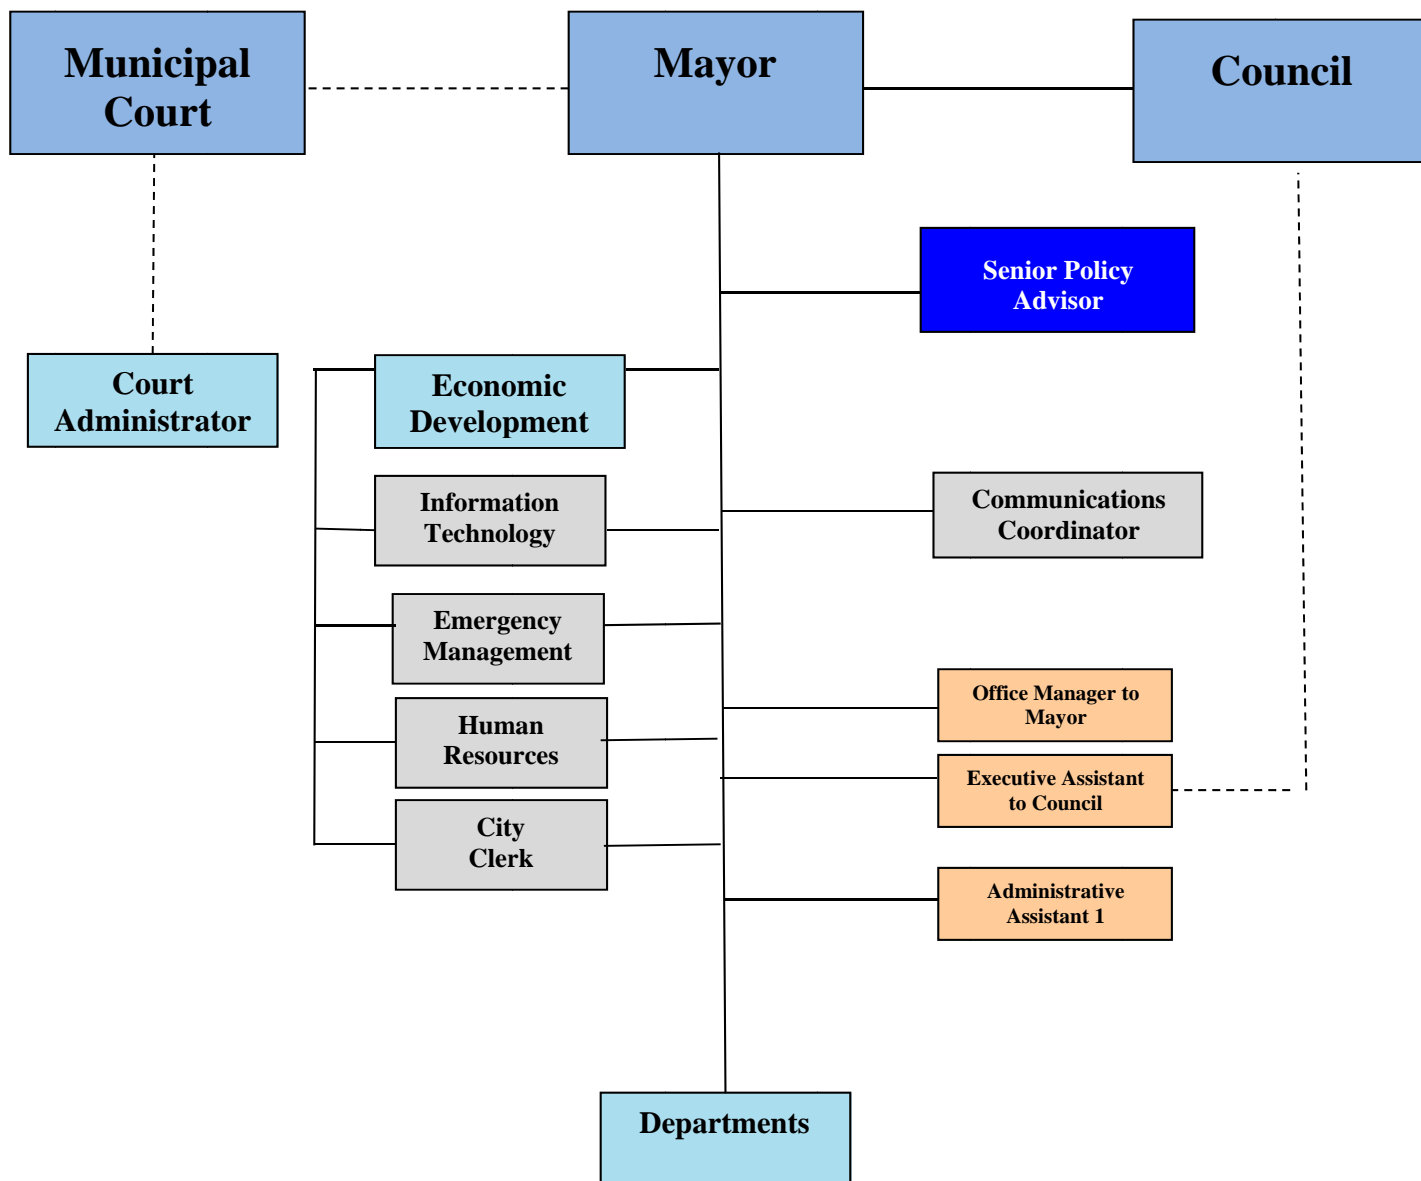 Municipal
Court
Mayor
Council
Senior Policy
Advisor
Court
Administrator
Economic
Development
Information
Technology
Communications
Coordinator
Emergency
Management
Human
Resources
Office Manager to
Mayor
Executive Assistant
to Council
City
Clerk
Administrative
Assistant 1
Departments